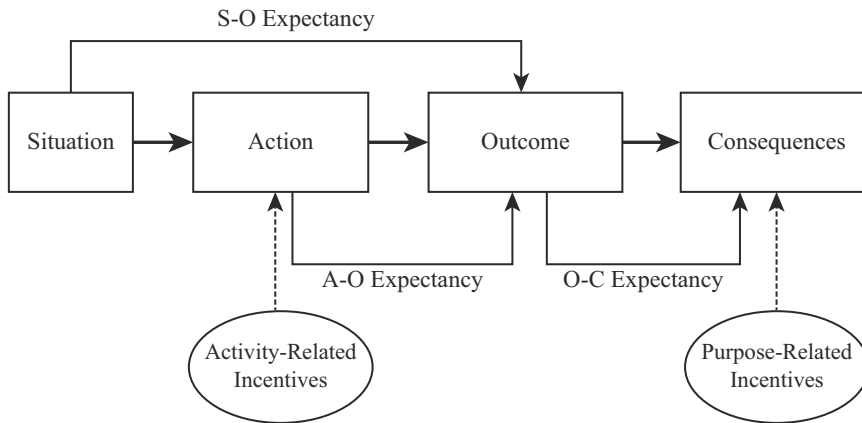 S-O Expectancy
Situation
Action
Outcome
Consequences
A-O Expectancy
O-C Expectancy
Activity-Related
Incentives
Purpose-Related
Incentives